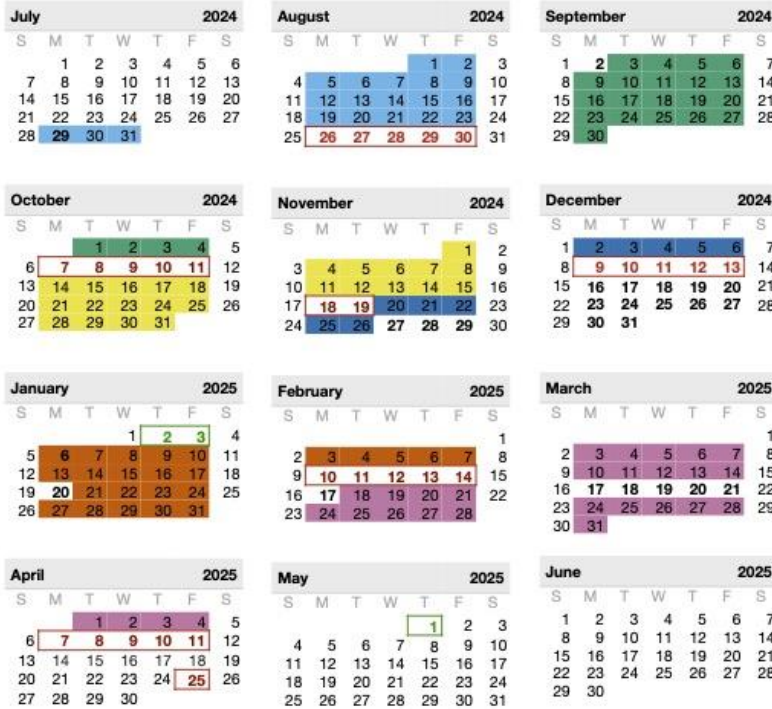 July 2024
S M T W T F S
1 2 3 4 5 6
7 8 9 10 11 12 13
14 15 16 17 18 19 20
21 22 23 24 25 26 27
28 29 30 31
August 2024
S M T W T F S
1 2 3
4 5 6 7 8 9 10
11 12 13 14 15 16 17
18 19 20 21 22 23 24
25 26 27 28 29 30 31
September 2024
S M T W T F S
1 2 3 4 5 6 7
8 9 10 11 12 13 14
15 16 17 18 19 20 21
22 23 24 25 26 27 28
29 30
October 2024
S M T W T F S
1 2 3 4 5
6 7 8 9 10 11 12
13 14 15 16 17 18 19
20 21 22 23 24 25 26
27 28 29 30 31
November 2024
S M T W T F S
1 2
3 4 5 6 7 8 9
10 11 12 13 14 15 16
17 18 19 20 21 22 23
24 25 26 27 28 29 30
December 2024
S M T W T F S
1 2 3 4 5 6 7
8 9 10 11 12 13 14
15 16 17 18 19 20 21
22 23 24 25 26 27 28
29 30 31
January 2025
S M T W T F S
1 2 3 4
5 6 7 8 9 10 11
12 13 14 15 16 17 18
19 20 21 22 23 24 25
26 27 28 29 30 31
February 2025
S M T W T F S
1
2 3 4 5 6 7 8
9 10 11 12 13 14 15
16 17 18 19 20 21 22
23 24 25 26 27 28
March 2025
S M T W T F S
1
2 3 4 5 6 7 8
9 10 11 12 13 14 15
16 17 18 19 20 21 22
23 24 25 26 27 28 29
30 31
April 2025
S M T W T F S
1 2 3 4 5
6 7 8 9 10 11 12
13 14 15 16 17 18 19
20 21 22 23 24 25 26
27 28 29 30
May 2025
S M T W T F S
1 2 3
4 5 6 7 8 9 10
11 12 13 14 15 16 17
18 19 20 21 22 23 24
25 26 27 28 29 30 31
June 2025
S M T W T F S
1 2 3 4 5 6 7
8 9 10 11 12 13 14
15 16 17 18 19 20 21
22 23 24 25 26 27 28
29 30